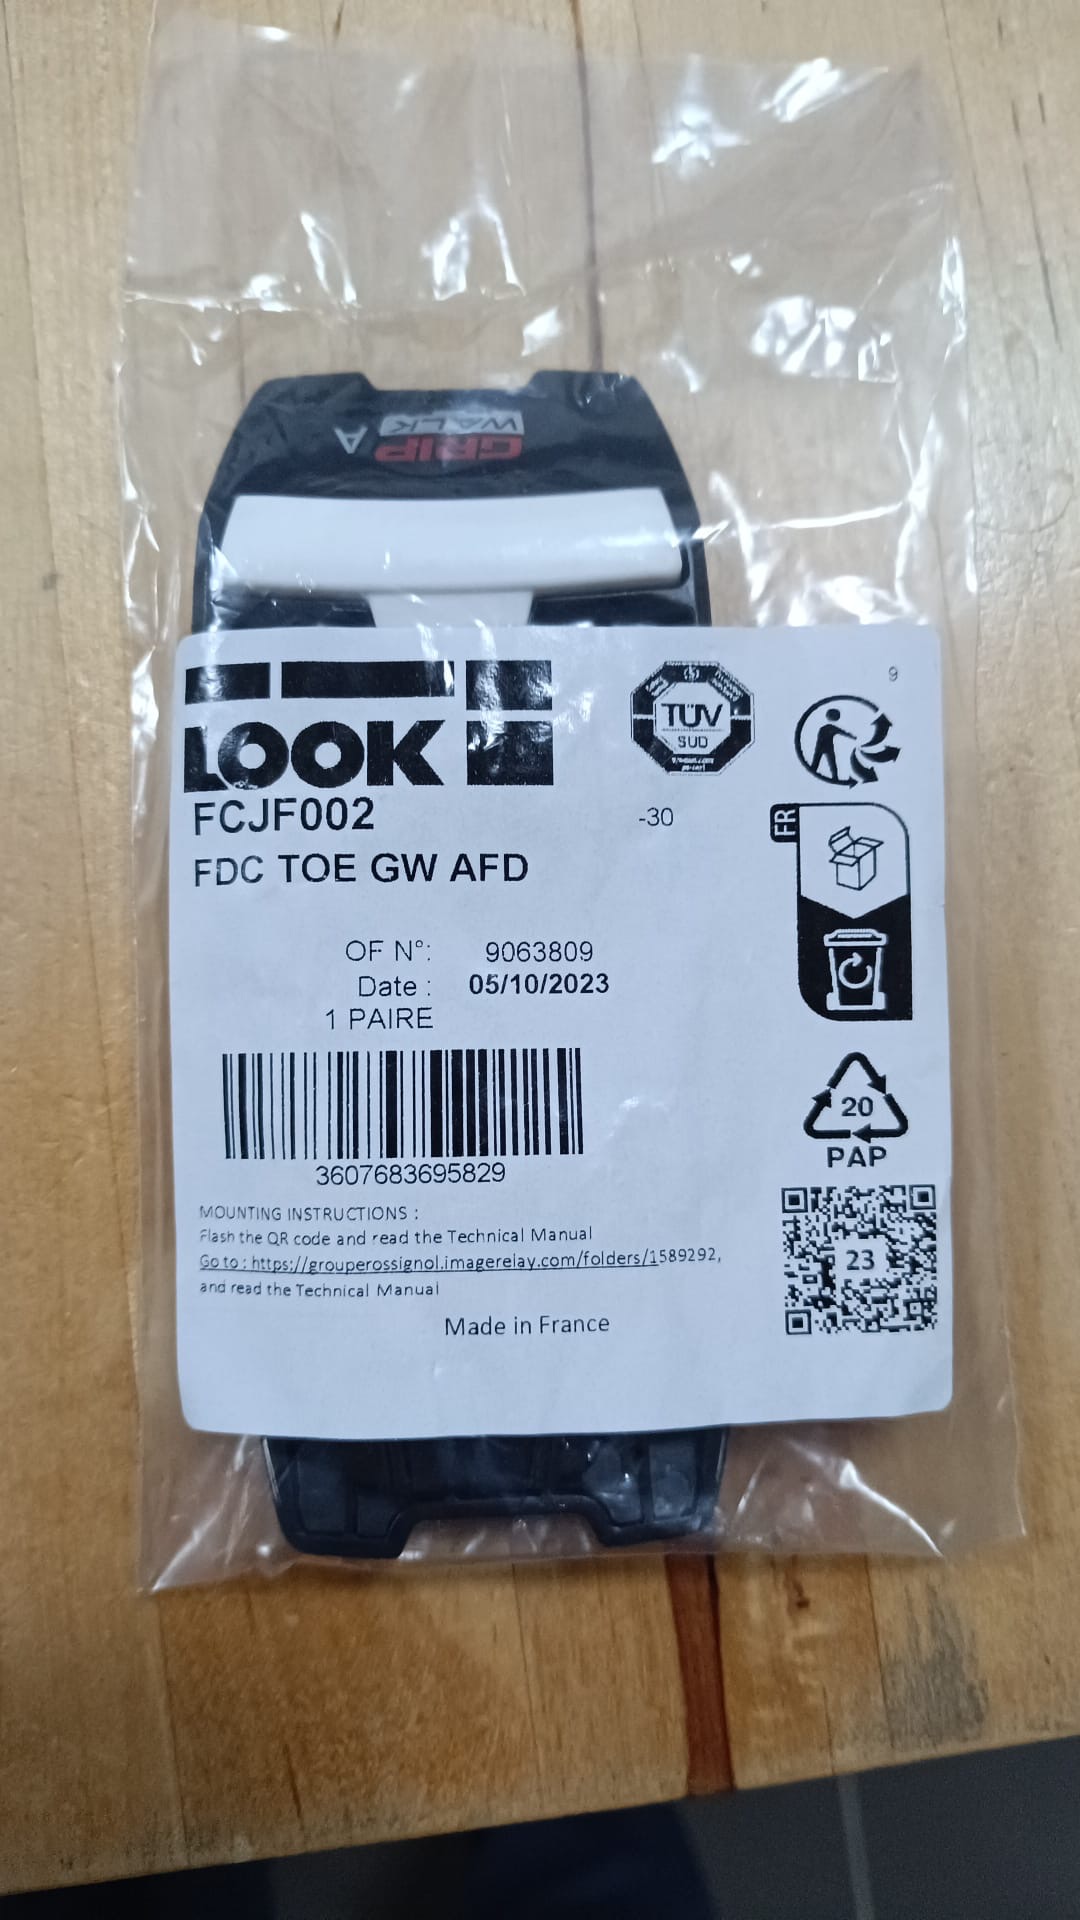 GRIP
WALK
A
LOOK
TÜV
SUD
9
FCJF002
-30
FR
FDC TOE GW AFD
OF N°: 9063809
Date : 05/10/2023
1 PAIRE
20
PAP
3607683695829
MOUNTING INSTRUCTIONS :
Flash the QR code and read the Technical Manual
Go to : https://grouperossignol.imagerelay.com/folders/1589292,
and read the Technical Manual
23
Made in France